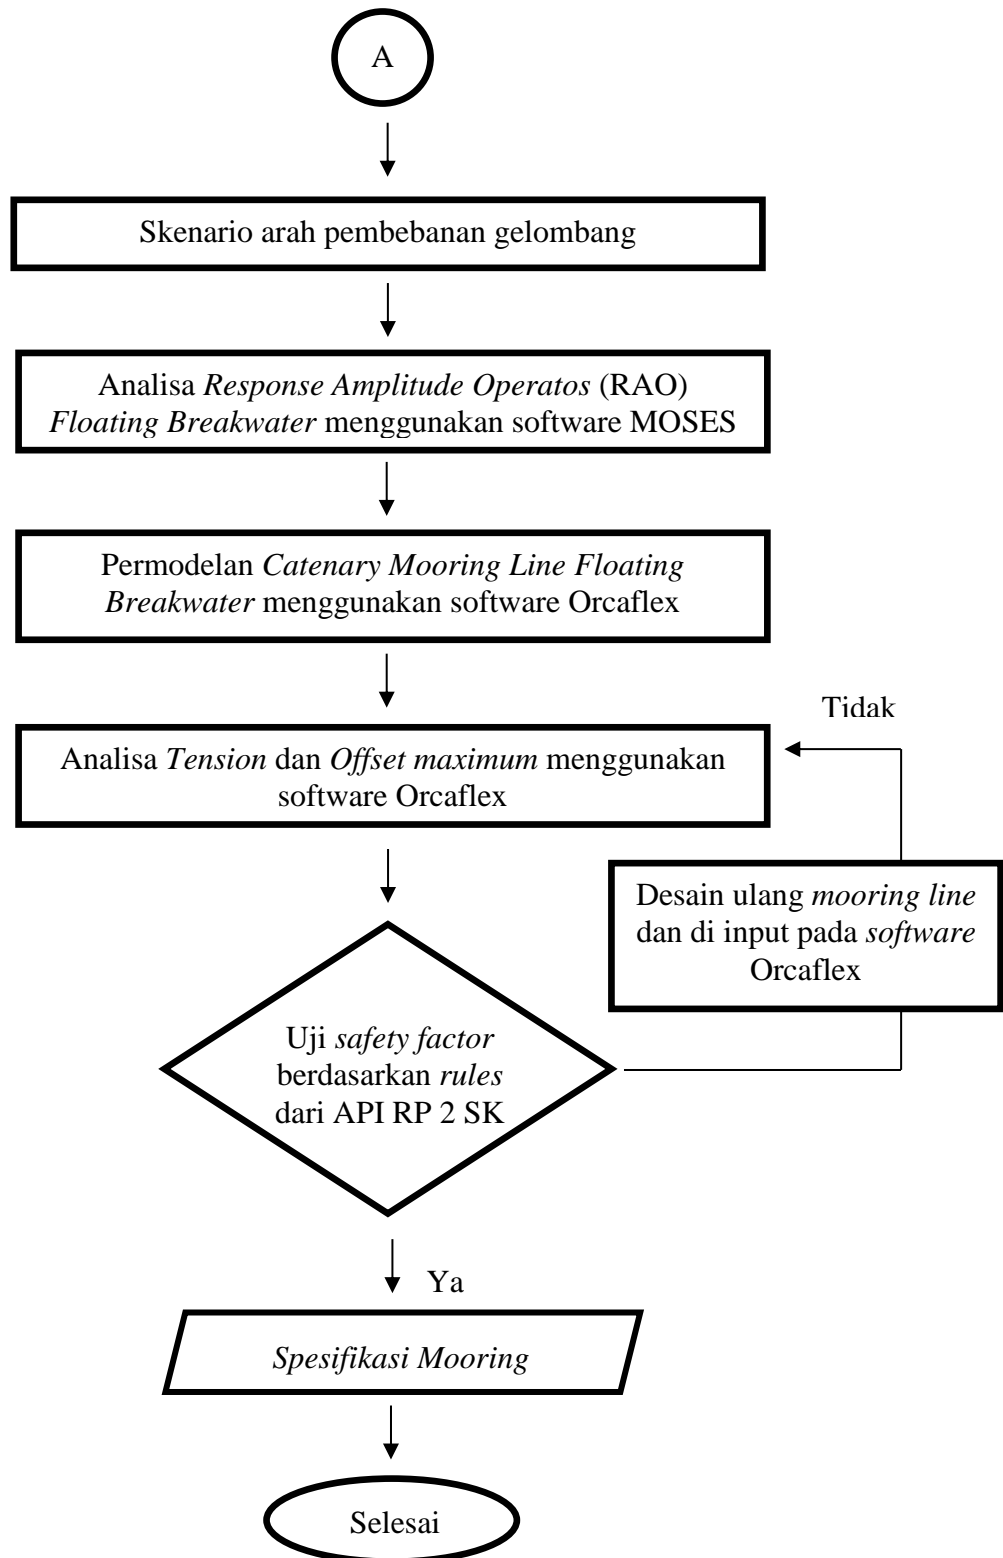 A
Skenario arah pembebanan gelombang
Analisa Response Amplitude Operatos (RAO)
Floating Breakwater menggunakan software MOSES
Permodelan Catenary Mooring Line Floating
Breakwater menggunakan software Orcaflex
Tidak
Analisa Tension dan Offset maximum menggunakan
software Orcaflex
Desain ulang mooring line
dan di input pada software
Orcaflex
Uji safety factor
berdasarkan rules
dari API RP 2 SK
Ya
Spesifikasi Mooring
Selesai